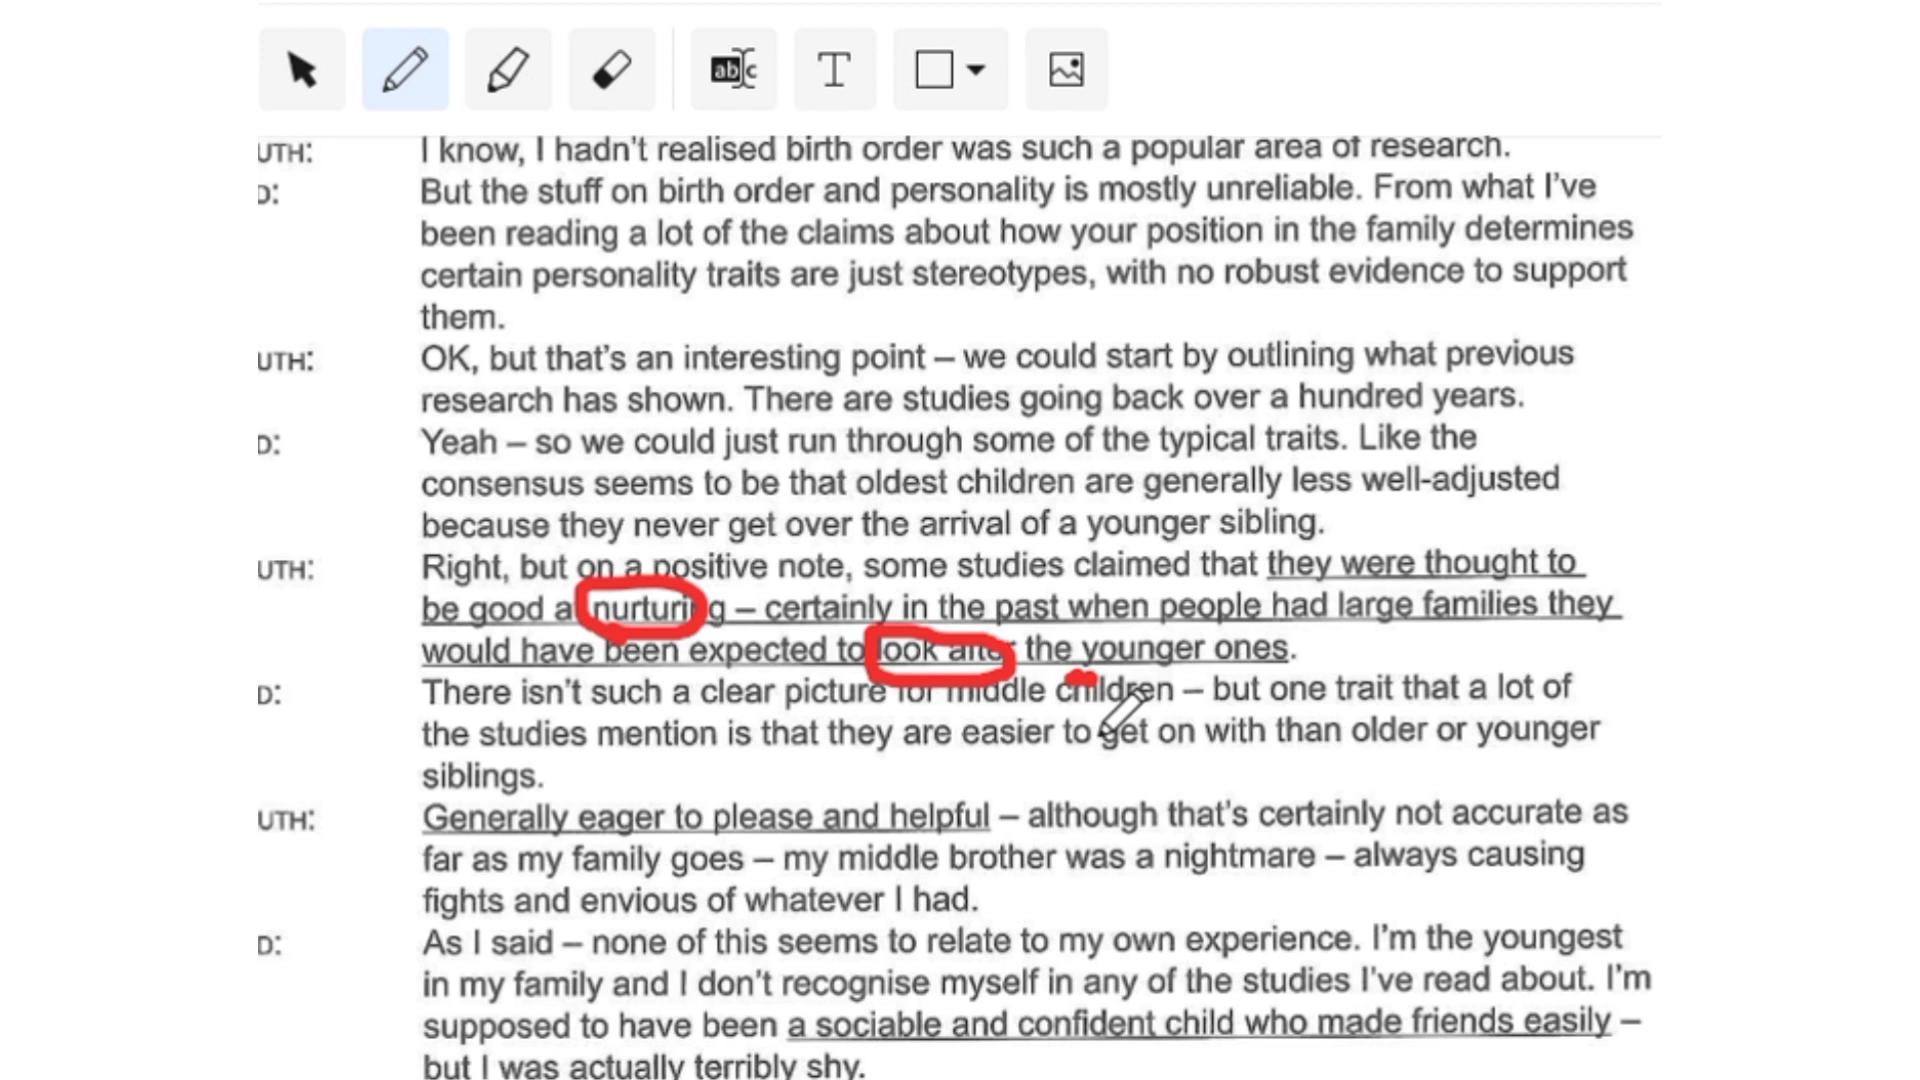 abc T
UTH: I know, I hadn't realised birth order was such a popular area of research.
D: But the stuff on birth order and personality is mostly unreliable. From what I've
been reading a lot of the claims about how your position in the family determines
certain personality traits are just stereotypes, with no robust evidence to support
them.
UTH: OK, but that's an interesting point – we could start by outlining what previous
research has shown. There are studies going back over a hundred years.
D: Yeah – so we could just run through some of the typical traits. Like the
consensus seems to be that oldest children are generally less well-adjusted
because they never get over the arrival of a younger sibling.
UTH: Right, but on a positive note, some studies claimed that they were thought to
be good at nurturing – certainly in the past when people had large families they
would have been expected to look after the younger ones.
D: There isn't such a clear picture for middle children – but one trait that a lot of
the studies mention is that they are easier to get on with than older or younger
siblings.
UTH: Generally eager to please and helpful – although that's certainly not accurate as
far as my family goes – my middle brother was a nightmare – always causing
fights and envious of whatever I had.
D: As I said – none of this seems to relate to my own experience. I'm the youngest
in my family and I don't recognise myself in any of the studies I've read about. I'm
supposed to have been a sociable and confident child who made friends easily –
but I was actually terribly shy.